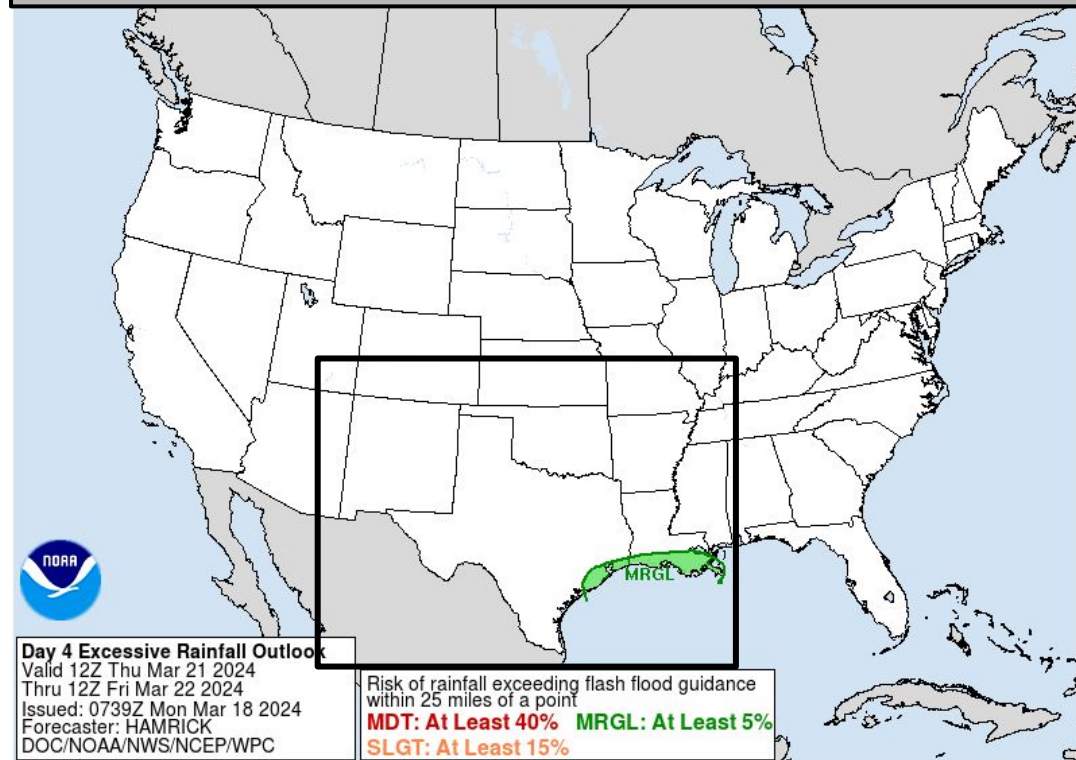 MRGL
NOAA
Day 4 Excessive Rainfall Outlook
Valid 12Z Thu Mar 21 2024
Thru 12Z Fri Mar 22 2024
Issued: 0739Z Mon Mar 18 2024
Forecaster: HAMRICK
DOC/NOAA/NWS/NCEP/WPC
Risk of rainfall exceeding flash flood guidance
within 25 miles of a point
MDT: At Least 40% MRGL: At Least 5%
SLGT: At Least 15%